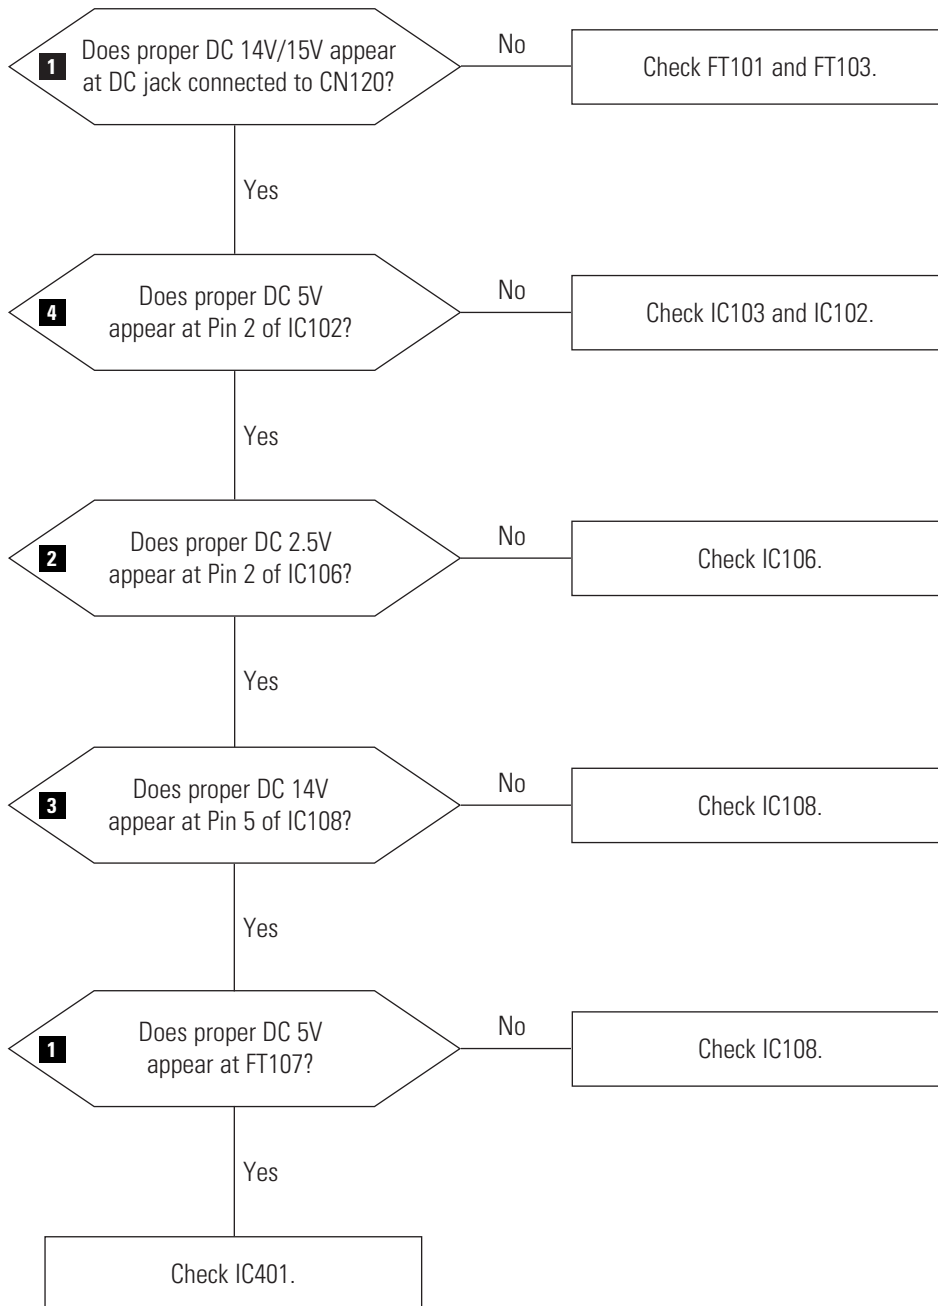 1
Does proper DC 14V/15V appear
at DC jack connected to CN120?
No
Check FT101 and FT103.
Yes
4
Does proper DC 5V
appear at Pin 2 of IC102?
No
Check IC103 and IC102.
Yes
2
Does proper DC 2.5V
appear at Pin 2 of IC106?
No
Check IC106.
Yes
3
Does proper DC 14V
appear at Pin 5 of IC108?
No
Check IC108.
Yes
1
Does proper DC 5V
appear at FT107?
No
Check IC108.
Yes
Check IC401.